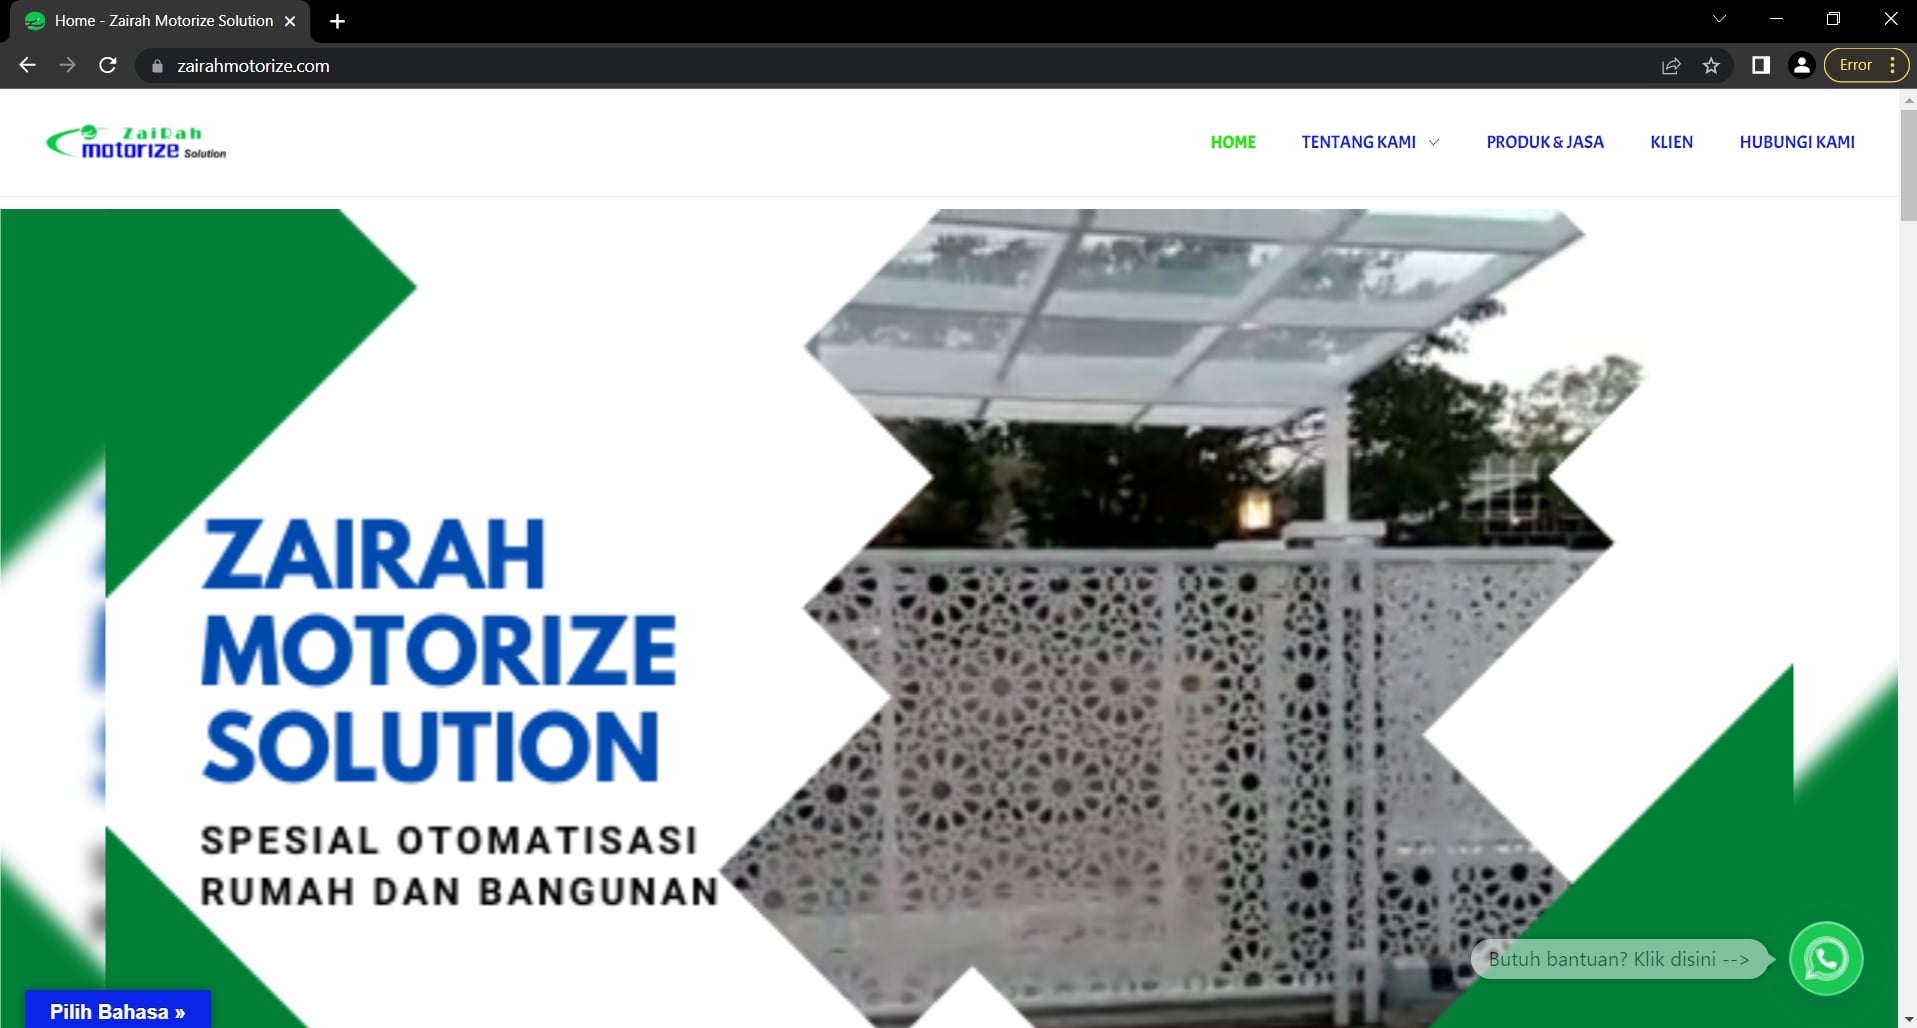 Home - Zairah Motorize Solution
zairahmotorize.com
Error
ZaiRah
motorize Solution
HOME
TENTANG KAMI
PRODUK & JASA
KLIEN
HUBUNGI KAMI
ZAIRAH
MOTORIZE
SOLUTION
SPESIAL OTOMATISASI
RUMAH DAN BANGUNAN
Butuh bantuan? Klik disini -->
Pilih Bahasa »